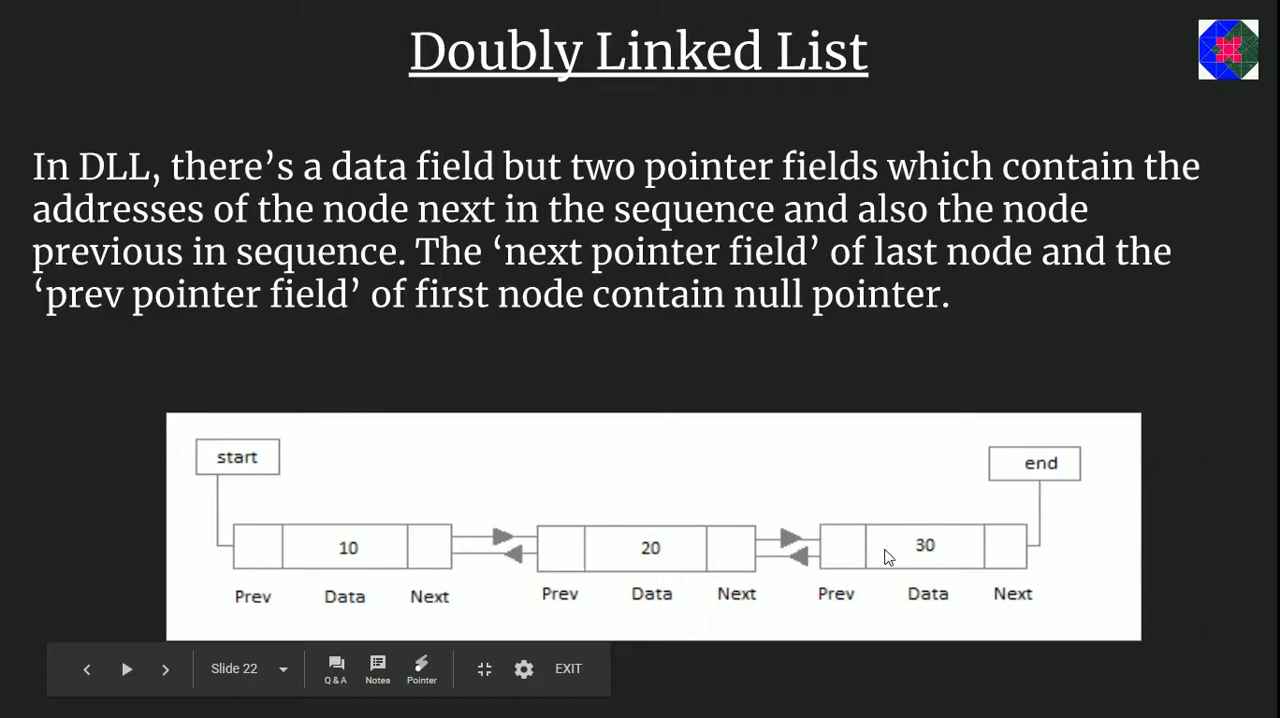 Doubly Linked List
In DLL, there’s a data field but two pointer fields which contain the
addresses of the node next in the sequence and also the node
previous in sequence. The ‘next pointer field’ of last node and the
‘prev pointer field’ of first node contain null pointer.
start
end
10
20
30
Prev Data Next Prev Data Next Prev Data Next
Slide 22
Q & A Notes Pointer
EXIT